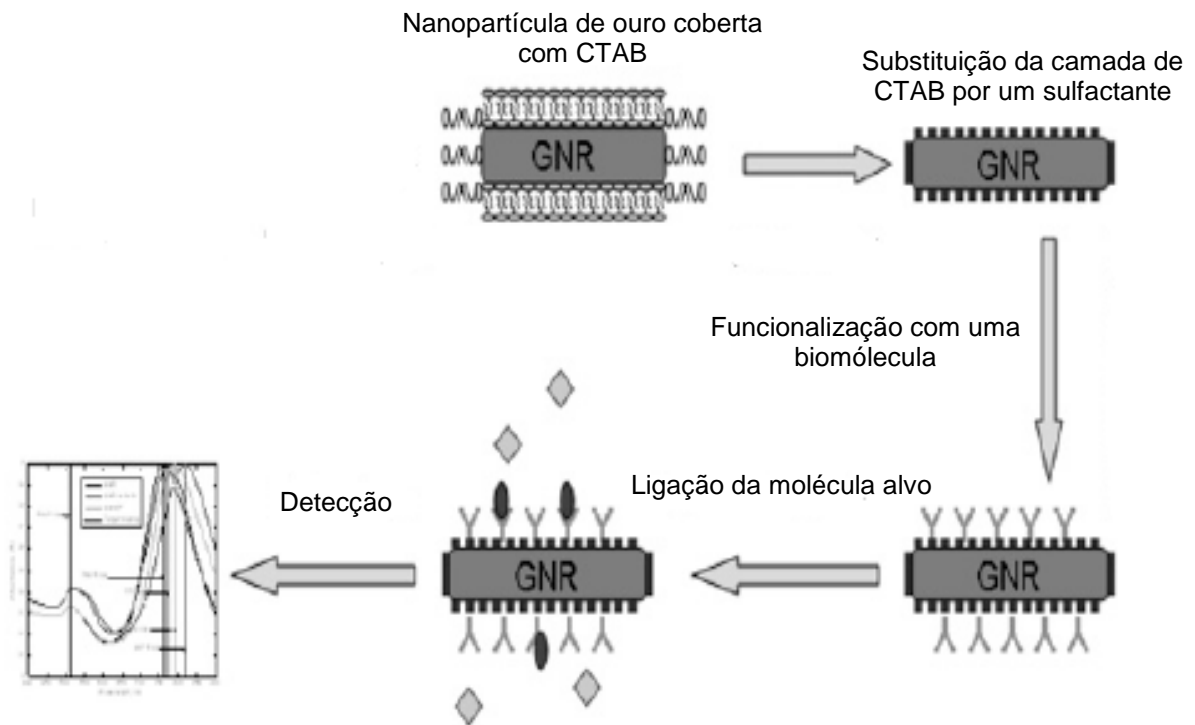 Nanopartícula de ouro coberta
com CTAB
Substituição da camada de
CTAB por um sulfactante
GNR
GNR
Funcionalização com uma
biomólecula
Detecção
Ligação da molécula alvo
GNR
GNR